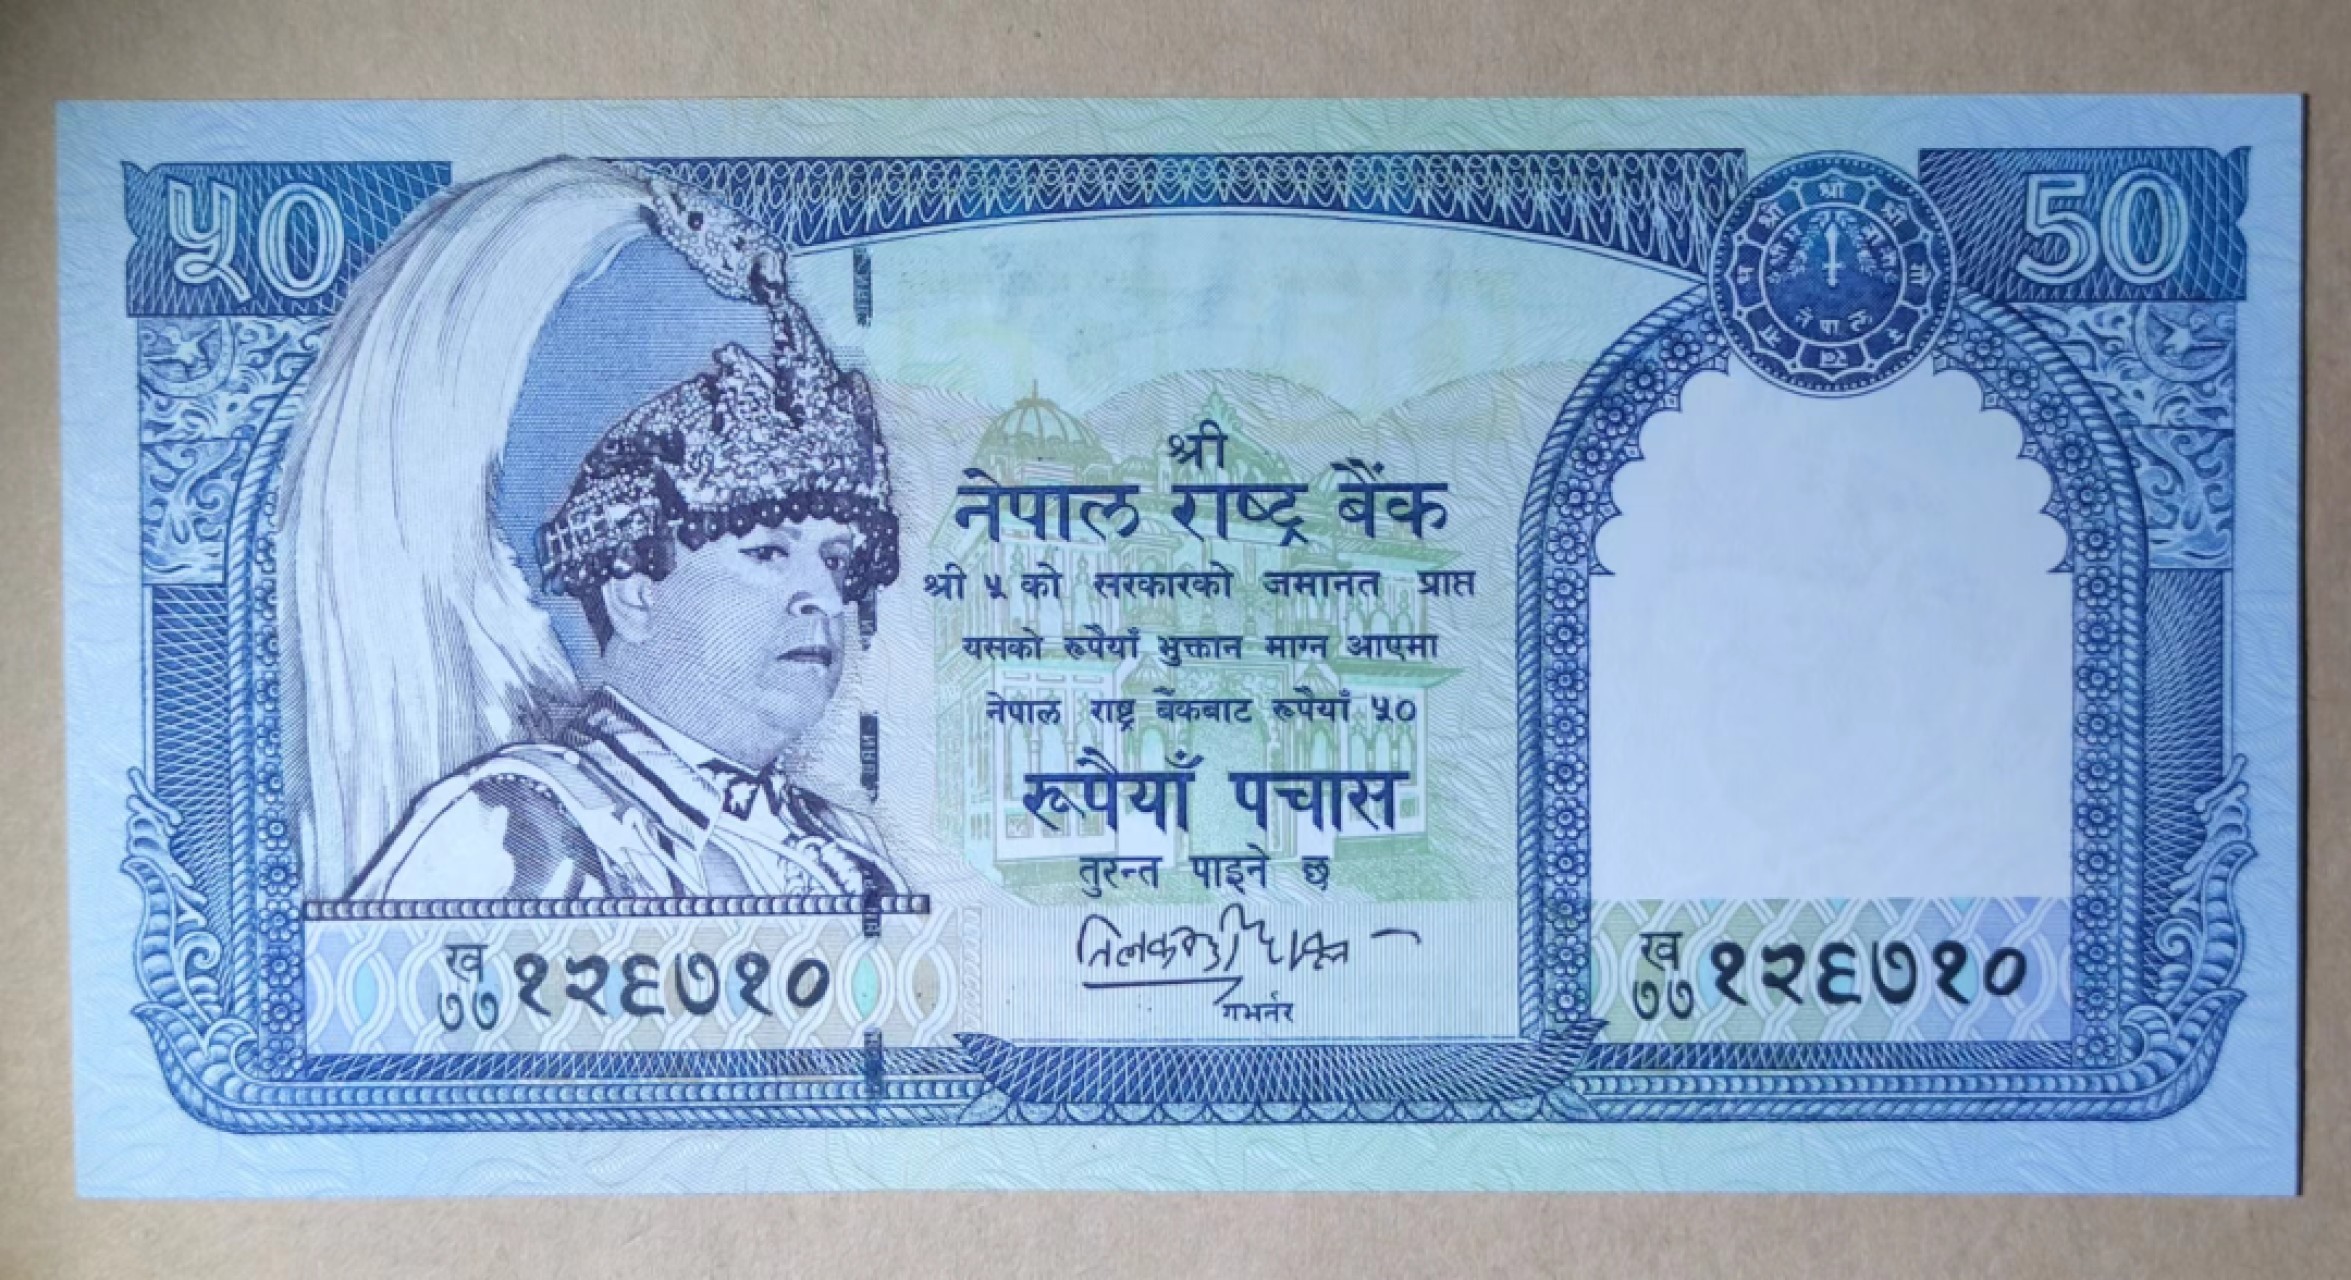 ५०
50
श्री
नेपाल राष्ट्र बैंक
श्री ५ को सरकारको जमानत प्राप्त
यसको रूपैयाँ भुक्तान माग्न आएमा
नेपाल राष्ट्र बैंकबाट रूपैयाँ ५०
रूपैयाँ पचास
तुरन्त पाइने छ
गभर्नर
ख
७७ १२६७१०
ख
७७ १२६७१०